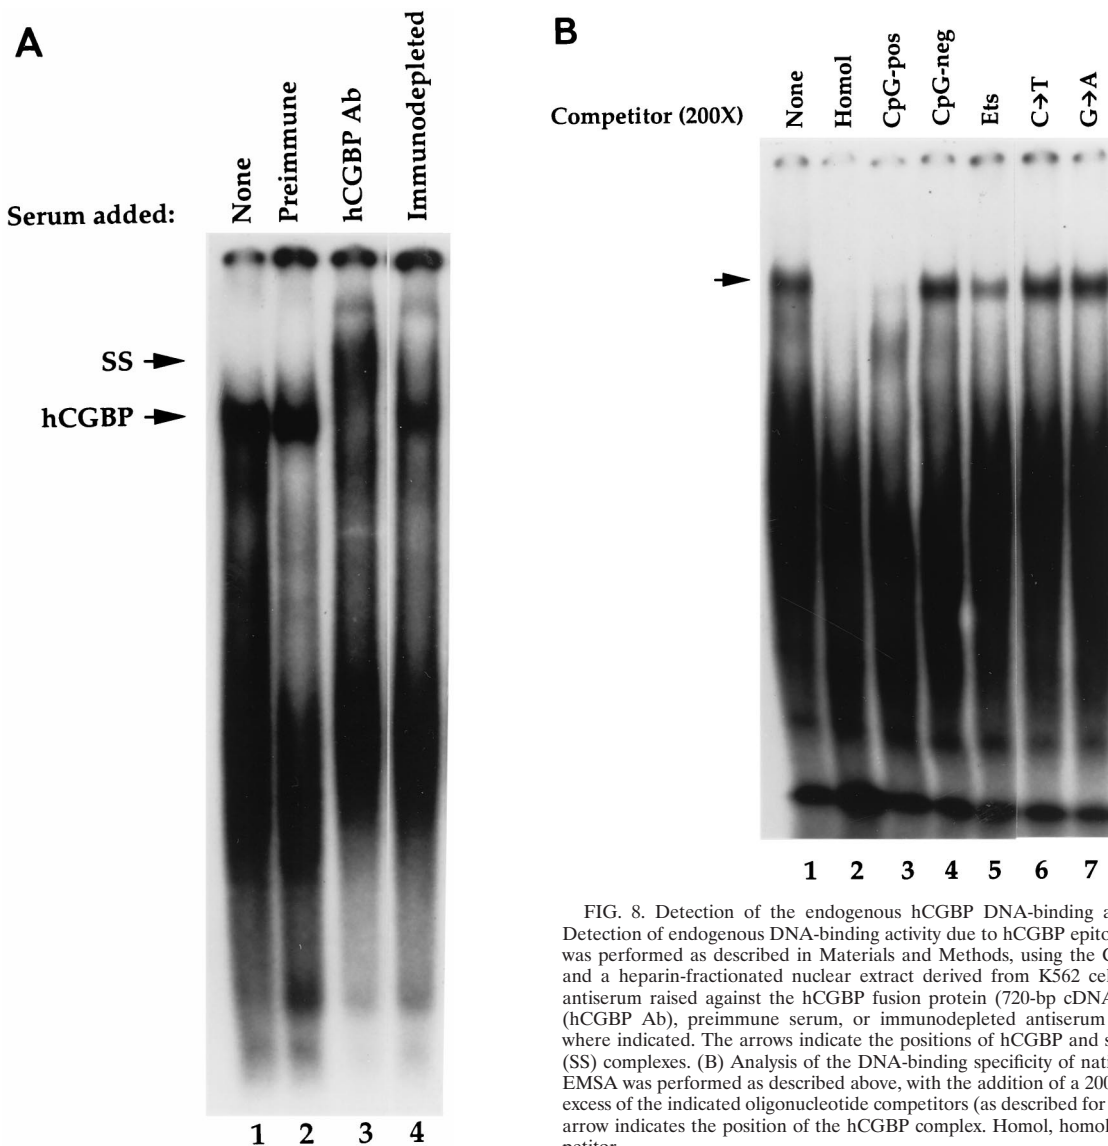 A
Serum added:
None
Preimmune
hCGBP Ab
Immunodepleted
SS
hCGBP
1 2 3 4
B
Competitor (200X)
None
Homol
CpG-pos
CpG-neg
Ets
C→T
G→A
1 2 3 4 5 6 7
FIG. 8. Detection of the endogenous hCGBP DNA-binding a
Detection of endogenous DNA-binding activity due to hCGBP epito
was performed as described in Materials and Methods, using the C
and a heparin-fractionated nuclear extract derived from K562 cel
antiserum raised against the hCGBP fusion protein (720-bp cDNA
(hCGBP Ab), preimmune serum, or immunodepleted antiserum
where indicated. The arrows indicate the positions of hCGBP and s
(SS) complexes. (B) Analysis of the DNA-binding specificity of nat
EMSA was performed as described above, with the addition of a 200
excess of the indicated oligonucleotide competitors (as described for
arrow indicates the position of the hCGBP complex. Homol, homol